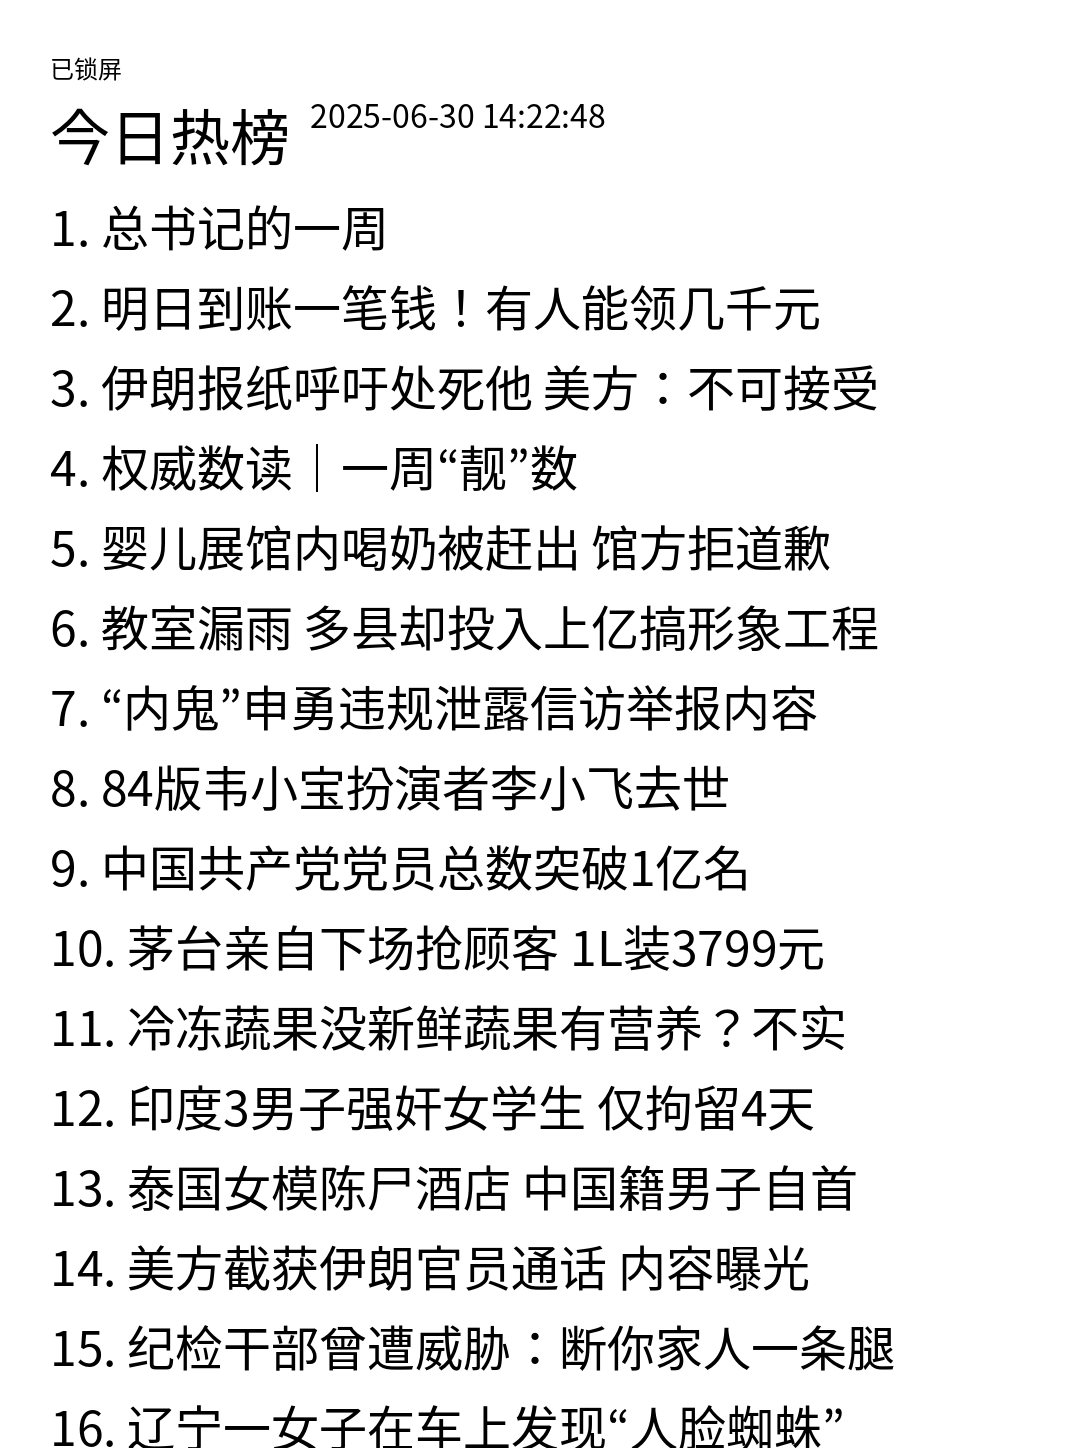 已锁屏
今日热榜 2025-06-30 14:22:48
1. 总书记的一周
2. 明日到账一笔钱！有人能领几千元
3. 伊朗报纸呼吁处死他 美方：不可接受
4. 权威数读｜一周“靓”数
5. 婴儿展馆内喝奶被赶出 馆方拒道歉
6. 教室漏雨 多县却投入上亿搞形象工程
7. “内鬼”申勇违规泄露信访举报内容
8. 84版韦小宝扮演者李小飞去世
9. 中国共产党党员总数突破1亿名
10. 茅台亲自下场抢顾客 1L装3799元
11. 冷冻蔬果没新鲜蔬果有营养？不实
12. 印度3男子强奸女学生 仅拘留4天
13. 泰国女模陈尸酒店 中国籍男子自首
14. 美方截获伊朗官员通话 内容曝光
15. 纪检干部曾遭威胁：断你家人一条腿
16. 辽宁一女子在车上发现“人脸蜘蛛”